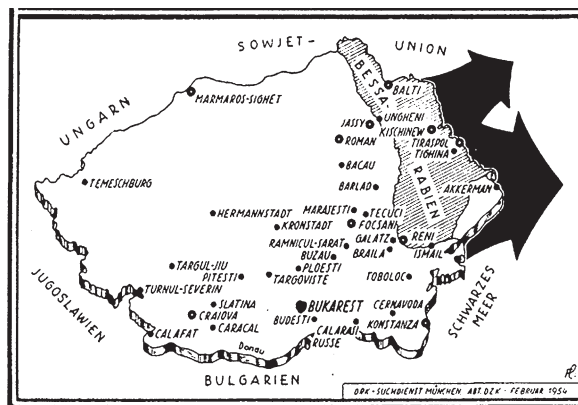 SOWJET - UNION
UNGARN
BESSA-
RABIEN
BALTI
MARMAROS-SIGHET
UNGHENI
JASSY
KISCHINEW
ROMAN
TIRASPOL
TIGHINA
BACAU
TEMESCHBURG
BARLAD
AKKERMAN
HERMANNSTADT
MARASESTI
TECUCI
KRONSTADT
FOCSANI
RAMNICUL-SARAT
GALATZ
RENI
ISMAIL
BUZAU
BRAILA
TARGUL-JIU
PLOESTI
PITESTI
TARGOVISTE
TOBOLOC
JUGOSLAWIEN
TURNUL-SEVERIN
SCHWARZES
MEER
SLATINA
BUKAREST
CERNAVODA
CRAIOVA
BUDESTI
KONSTANZA
CALAFAT
CARACAL
CALARASI
RUSSE
Donau
BULGARIEN
DRK - SUCHDIENST MÜNCHEN ABT. DZK - FEBRUAR 1954